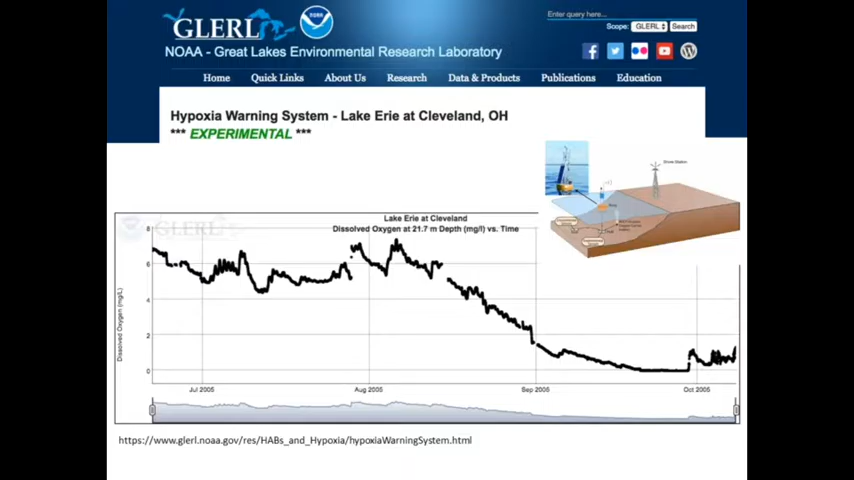 GLERL
NOAA
NOAA - Great Lakes Environmental Research Laboratory
Enter query here...
Scope: GLERL Search
Home Quick Links About Us Research Data & Products Publications Education
Hypoxia Warning System - Lake Erie at Cleveland, OH
*** EXPERIMENTAL ***
Shore Station
GLERL
Lake Erie at Cleveland
Dissolved Oxygen at 21.7 m Depth (mg/l) vs. Time
Dissolved Oxygen (mg/L)
8
6
4
2
0
Jul 2005 Aug 2005 Sep 2005 Oct 2005
https://www.glerl.noaa.gov/res/HABs_and_Hypoxia/hypoxiaWarningSystem.html